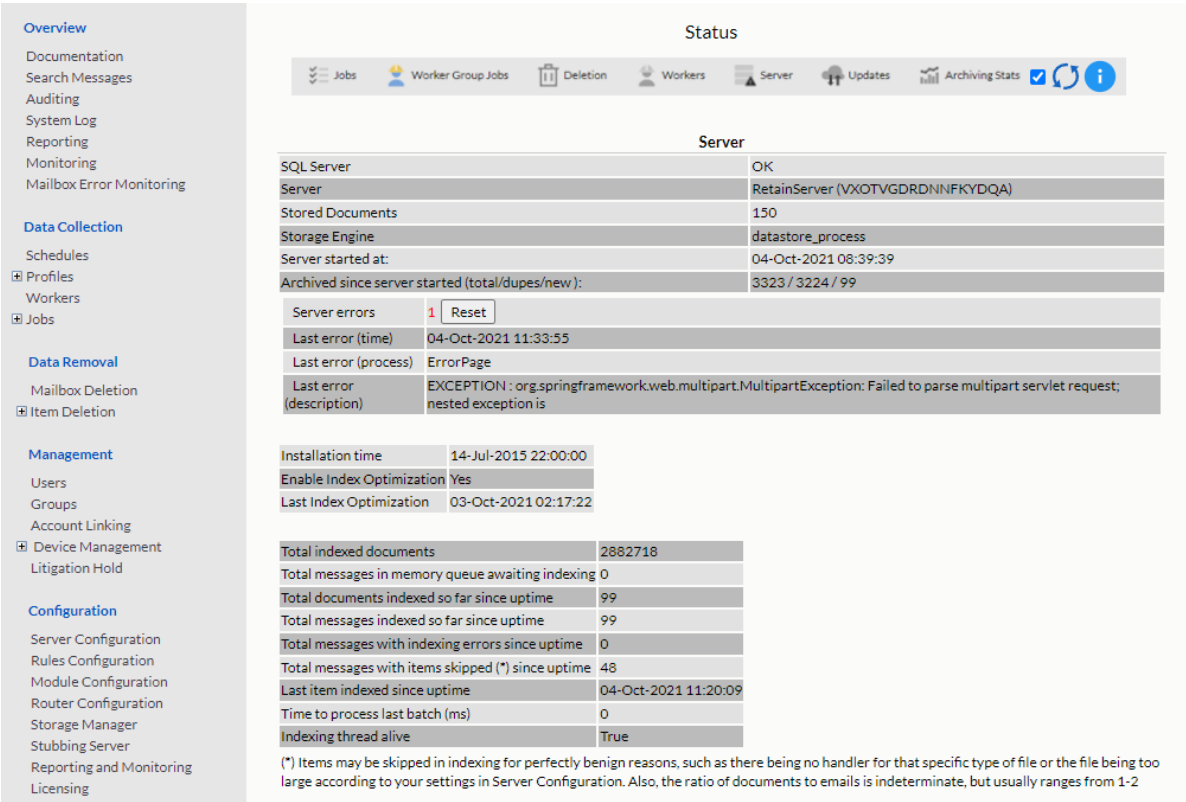 Overview
Documentation
Search Messages
Auditing
System Log
Reporting
Monitoring
Mailbox Error Monitoring
Data Collection
Schedules
Profiles
Workers
Jobs
Data Removal
Mailbox Deletion
Item Deletion
Management
Users
Groups
Account Linking
Device Management
Litigation Hold
Configuration
Server Configuration
Rules Configuration
Module Configuration
Router Configuration
Storage Manager
Stubbing Server
Reporting and Monitoring
Licensing
Status
Jobs Worker Group Jobs Deletion Workers Server Updates Archiving Stats
Server
SQL Server OK
Server RetainServer (VXOTVGDRDNNFKYDQA)
Stored Documents 150
Storage Engine datastore_process
Server started at: 04-Oct-2021 08:39:39
Archived since server started (total/dupes/new ): 3323 / 3224 / 99
Server errors 1 Reset
Last error (time) 04-Oct-2021 11:33:55
Last error (process) ErrorPage
Last error (description) EXCEPTION : org.springframework.web.multipart.MultipartException: Failed to parse multipart servlet request;
nested exception is
Installation time 14-Jul-2015 22:00:00
Enable Index Optimization Yes
Last Index Optimization 03-Oct-2021 02:17:22
Total indexed documents 2882718
Total messages in memory queue awaiting indexing 0
Total documents indexed so far since uptime 99
Total messages indexed so far since uptime 99
Total messages with indexing errors since uptime 0
Total messages with items skipped (*) since uptime 48
Last item indexed since uptime 04-Oct-2021 11:20:09
Time to process last batch (ms) 0
Indexing thread alive True
(*) Items may be skipped in indexing for perfectly benign reasons, such as there being no handler for that specific type of file or the file being too
large according to your settings in Server Configuration. Also, the ratio of documents to emails is indeterminate, but usually ranges from 1-2